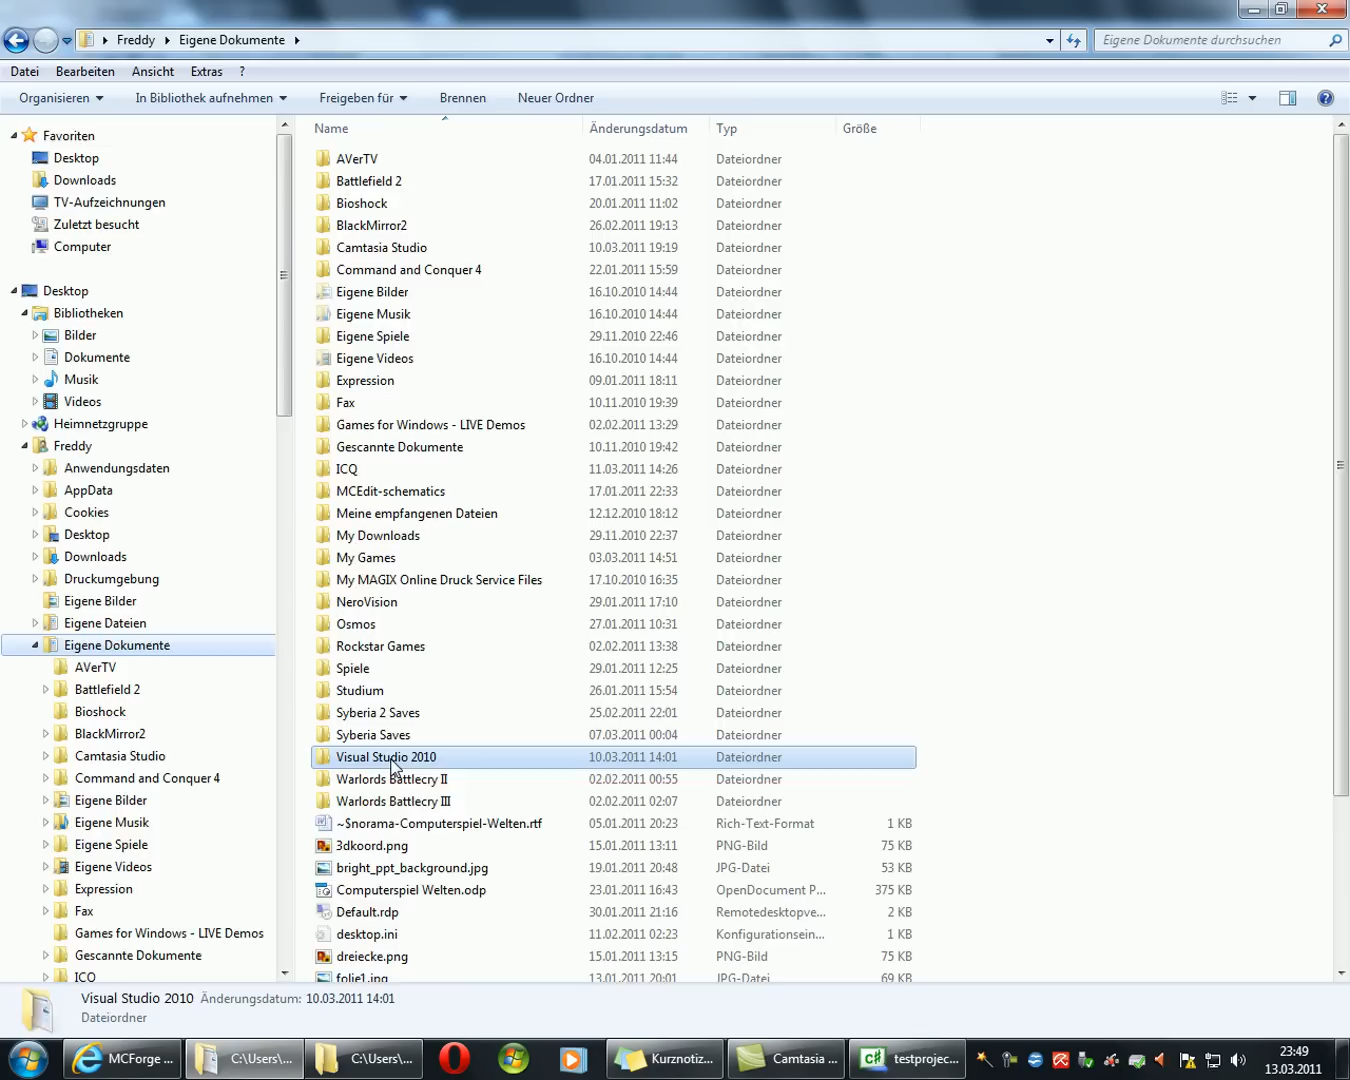 Freddy Eigene Dokumente Eigene Dokumente durchsuchen
Datei Bearbeiten Ansicht Extras ?
Organisieren In Bibliothek aufnehmen Freigeben für Brennen Neuer Ordner
Favoriten
Desktop
Downloads
TV-Aufzeichnungen
Zuletzt besucht
Computer
Desktop
Bibliotheken
Bilder
Dokumente
Musik
Videos
Heimnetzgruppe
Freddy
Anwendungsdaten
AppData
Cookies
Desktop
Downloads
Druckumgebung
Eigene Bilder
Eigene Dateien
Eigene Dokumente
AVerTV
Battlefield 2
Bioshock
BlackMirror2
Camtasia Studio
Command and Conquer 4
Eigene Bilder
Eigene Musik
Eigene Spiele
Eigene Videos
Expression
Fax
Games for Windows - LIVE Demos
Gescannte Dokumente
ICQ
Name Änderungsdatum Typ Größe
AVerTV 04.01.2011 11:44 Dateiordner
Battlefield 2 17.01.2011 15:32 Dateiordner
Bioshock 20.01.2011 11:02 Dateiordner
BlackMirror2 26.02.2011 19:13 Dateiordner
Camtasia Studio 10.03.2011 19:19 Dateiordner
Command and Conquer 4 22.01.2011 15:59 Dateiordner
Eigene Bilder 16.10.2010 14:44 Dateiordner
Eigene Musik 16.10.2010 14:44 Dateiordner
Eigene Spiele 29.11.2010 22:46 Dateiordner
Eigene Videos 16.10.2010 14:44 Dateiordner
Expression 09.01.2011 18:11 Dateiordner
Fax 10.11.2010 19:39 Dateiordner
Games for Windows - LIVE Demos 02.02.2011 13:29 Dateiordner
Gescannte Dokumente 10.11.2010 19:42 Dateiordner
ICQ 11.03.2011 14:26 Dateiordner
MCEdit-schematics 17.01.2011 22:33 Dateiordner
Meine empfangenen Dateien 12.12.2010 18:12 Dateiordner
My Downloads 29.11.2010 22:37 Dateiordner
My Games 03.03.2011 14:51 Dateiordner
My MAGIX Online Druck Service Files 17.10.2010 16:35 Dateiordner
NeroVision 29.01.2011 17:10 Dateiordner
Osmos 27.01.2011 10:31 Dateiordner
Rockstar Games 02.02.2011 13:38 Dateiordner
Spiele 29.01.2011 12:25 Dateiordner
Studium 26.01.2011 15:54 Dateiordner
Syberia 2 Saves 25.02.2011 22:01 Dateiordner
Syberia Saves 07.03.2011 00:04 Dateiordner
Visual Studio 2010 10.03.2011 14:01 Dateiordner
Warlords Battlecry II 02.02.2011 00:55 Dateiordner
Warlords Battlecry III 02.02.2011 02:07 Dateiordner
~$norama-Computerspiel-Welten.rtf 05.01.2011 20:23 Rich-Text-Format 1 KB
3dkoord.png 15.01.2011 13:11 PNG-Bild 75 KB
bright_ppt_background.jpg 19.01.2011 20:48 JPG-Datei 53 KB
Computerspiel Welten.odp 23.01.2011 16:43 OpenDocument P... 375 KB
Default.rdp 30.01.2011 21:16 Remotedesktopve... 2 KB
desktop.ini 11.02.2011 02:23 Konfigurationsein... 1 KB
dreiecke.png 15.01.2011 13:15 PNG-Bild 75 KB
folie1.jpg 13.01.2011 20:01 JPG-Datei 69 KB
Visual Studio 2010 Änderungsdatum: 10.03.2011 14:01
Dateiordner
MCForge ... C:\Users\... C:\Users\... Kurznotiz... Camtasia ... C# testprojec... 23:49
13.03.2011